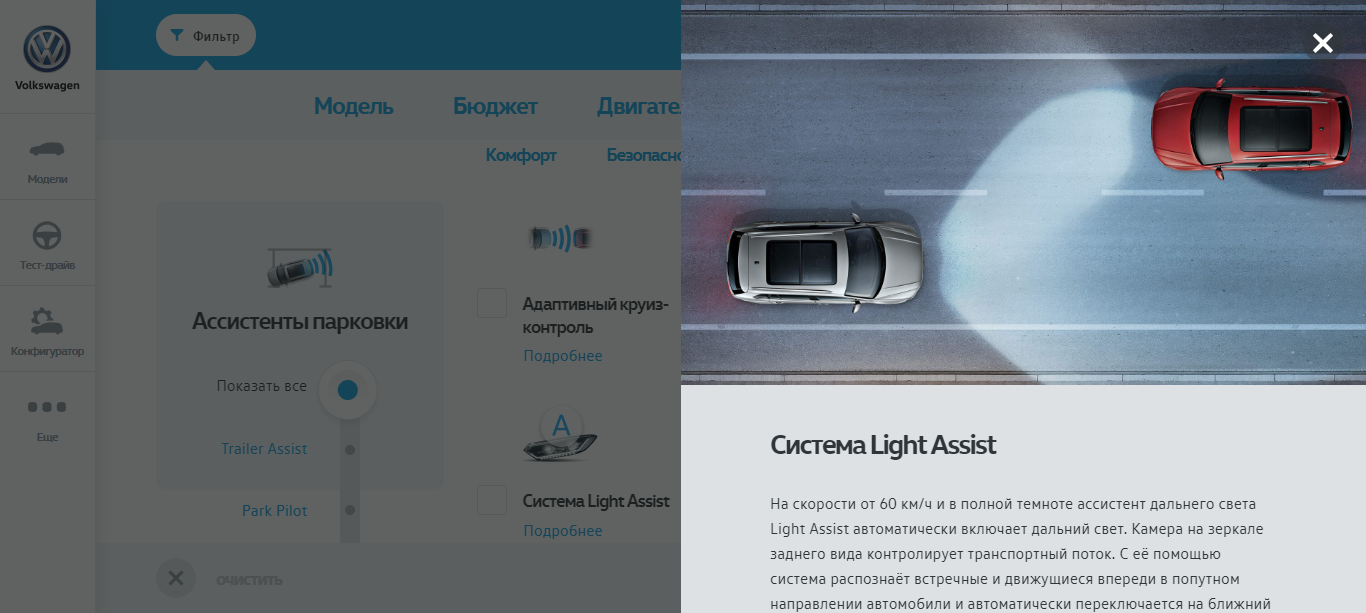 Volkswagen
Модели
Тест-драйв
Конфигуратор
Еще
Фильтр
Модель Бюджет
Комфорт
Ассистенты парковки
Показать все
Trailer Assist
Park Pilot
Адаптивный круиз-
контроль
Подробнее
A
Система Light Assist
Подробнее
очистить
Система Light Assist
На скорости от 60 км/ч и в полной темноте ассистент дальнего света
Light Assist автоматически включает дальний свет. Камера на зеркале
заднего вида контролирует транспортный поток. С её помощью
система распознаёт встречные и движущиеся впереди в попутном
направлении автомобили и автоматически переключается на ближний